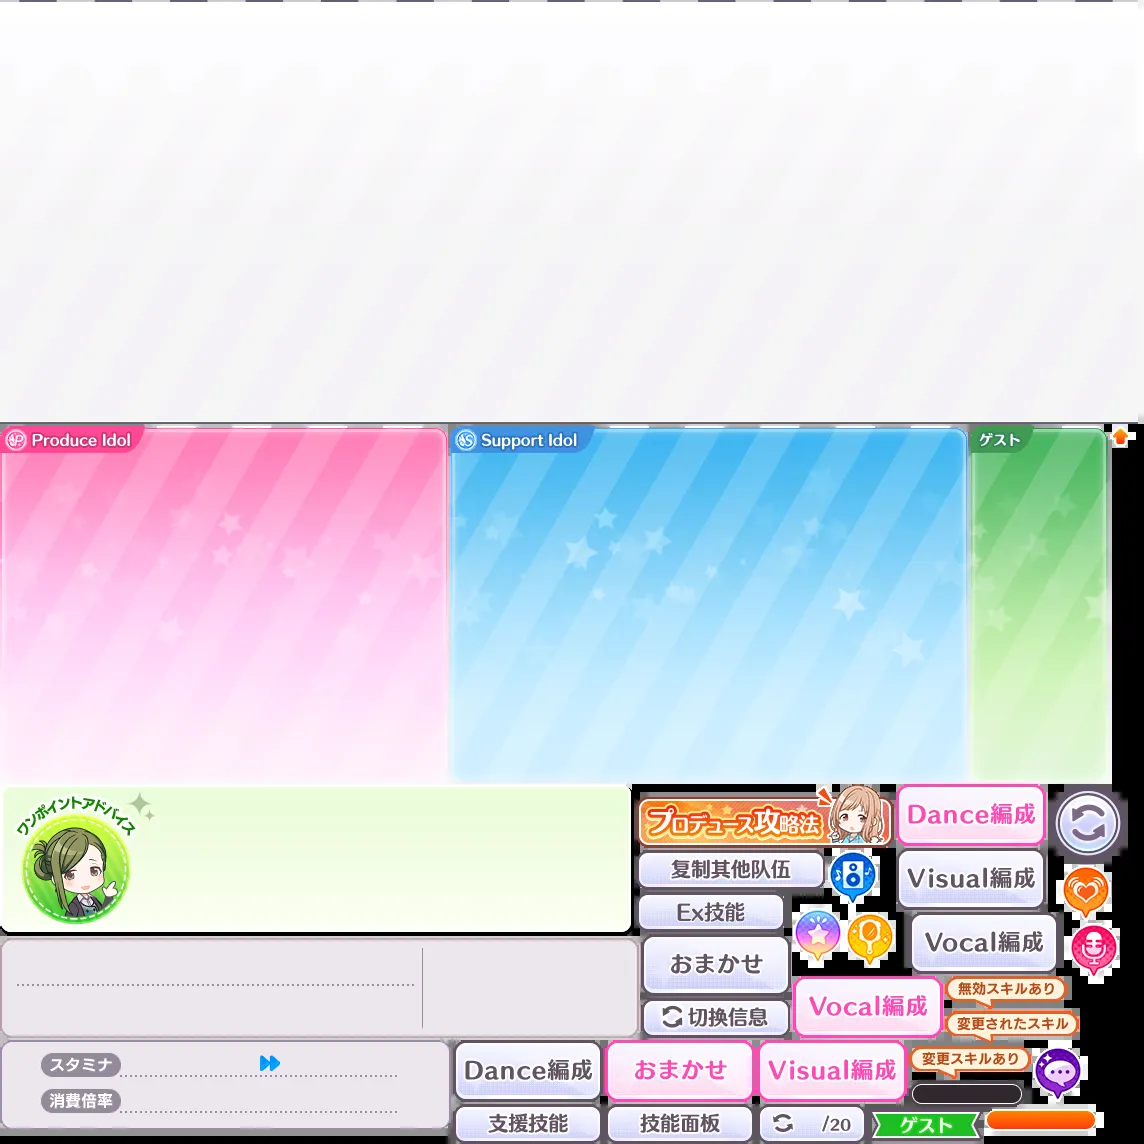 Produce Idol
Support Idol
ゲスト
ワンポイントアドバイス
プロデュース攻略法
Dance編成
复制其他队伍
Visual編成
Ex技能
Vocal編成
おまかせ
无効スキルあり
Vocal編成
切换信息
変更されたスキル
スタミナ
消費倍率
Dance編成
おまかせ
Visual編成
変更スキルあり
支援技能
技能面板
/20
ゲスト